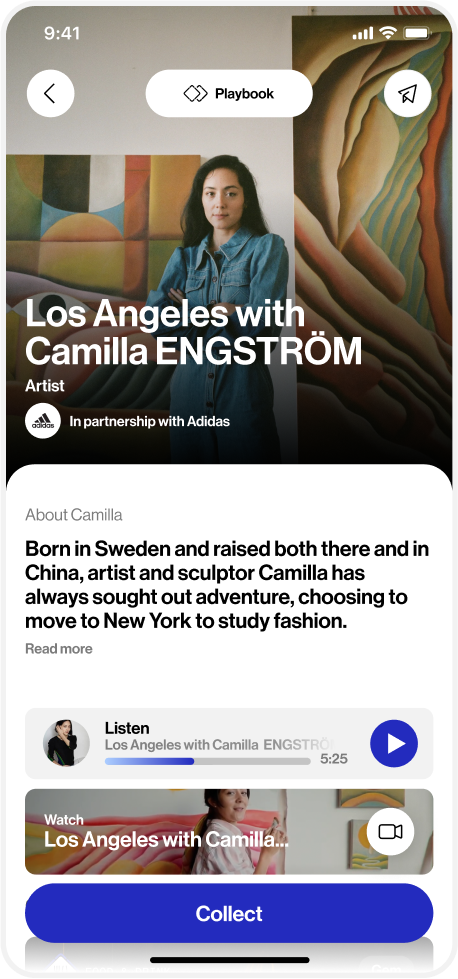 9:41
Playbook
Los Angeles with
Camilla ENGSTRÖM
Artist
adidas
In partnership with Adidas
About Camilla
Born in Sweden and raised both there and in
China, artist and sculptor Camilla has
always sought out adventure, choosing to
move to New York to study fashion.
Read more
Listen
Los Angeles with Camilla ENGSTRÖ
5:25
Watch
Los Angeles with Camilla...
Collect